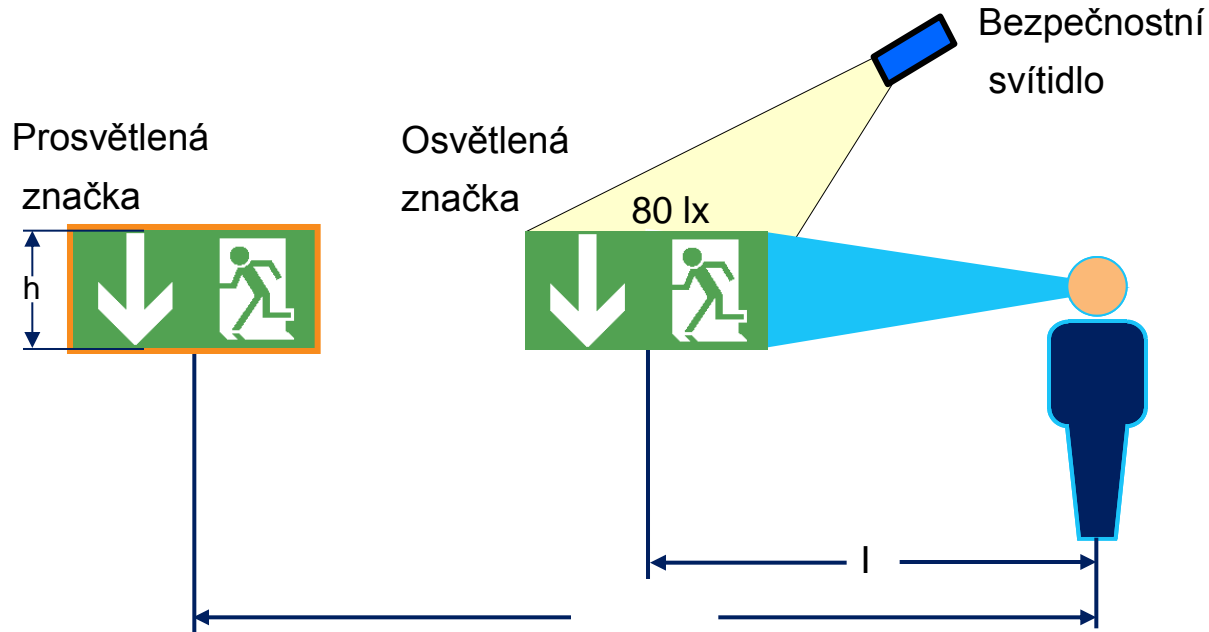 Bezpečnostní
svítidlo
Prosvětlená
značka
Osvětlená
značka
80 lx
h
l